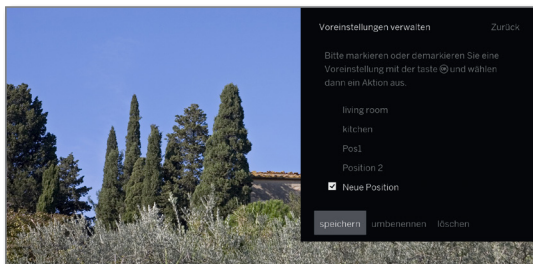 Voreinstellungen verwalten Zurück
Bitte markieren oder demarkieren Sie eine
Voreinstellung mit der taste OK und wählen
dann ein Aktion aus.
living room
kitchen
Pos1
Position 2
Neue Position
speichern umbenennen löschen